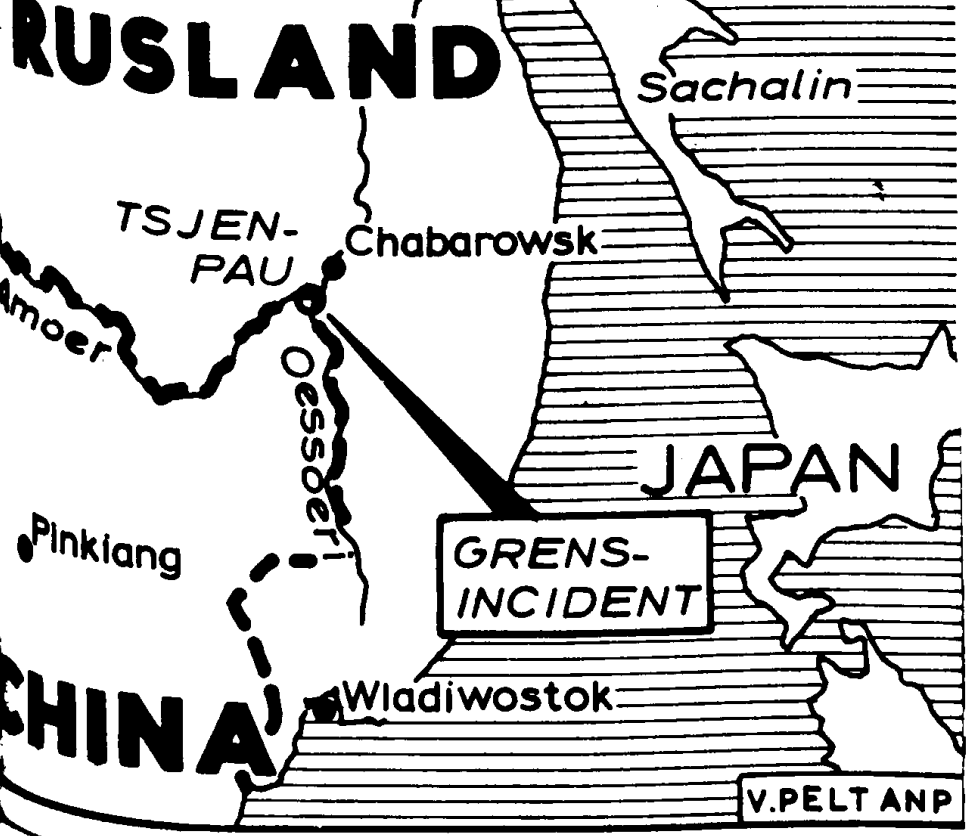 RUSLAND
Sachalin
TSJEN-
PAU
Chabarowsk
Amoer
Oessoeri
JAPAN
Pinkiang
GRENS-
INCIDENT
CHINA
Wladiwostok
V.PELT ANP